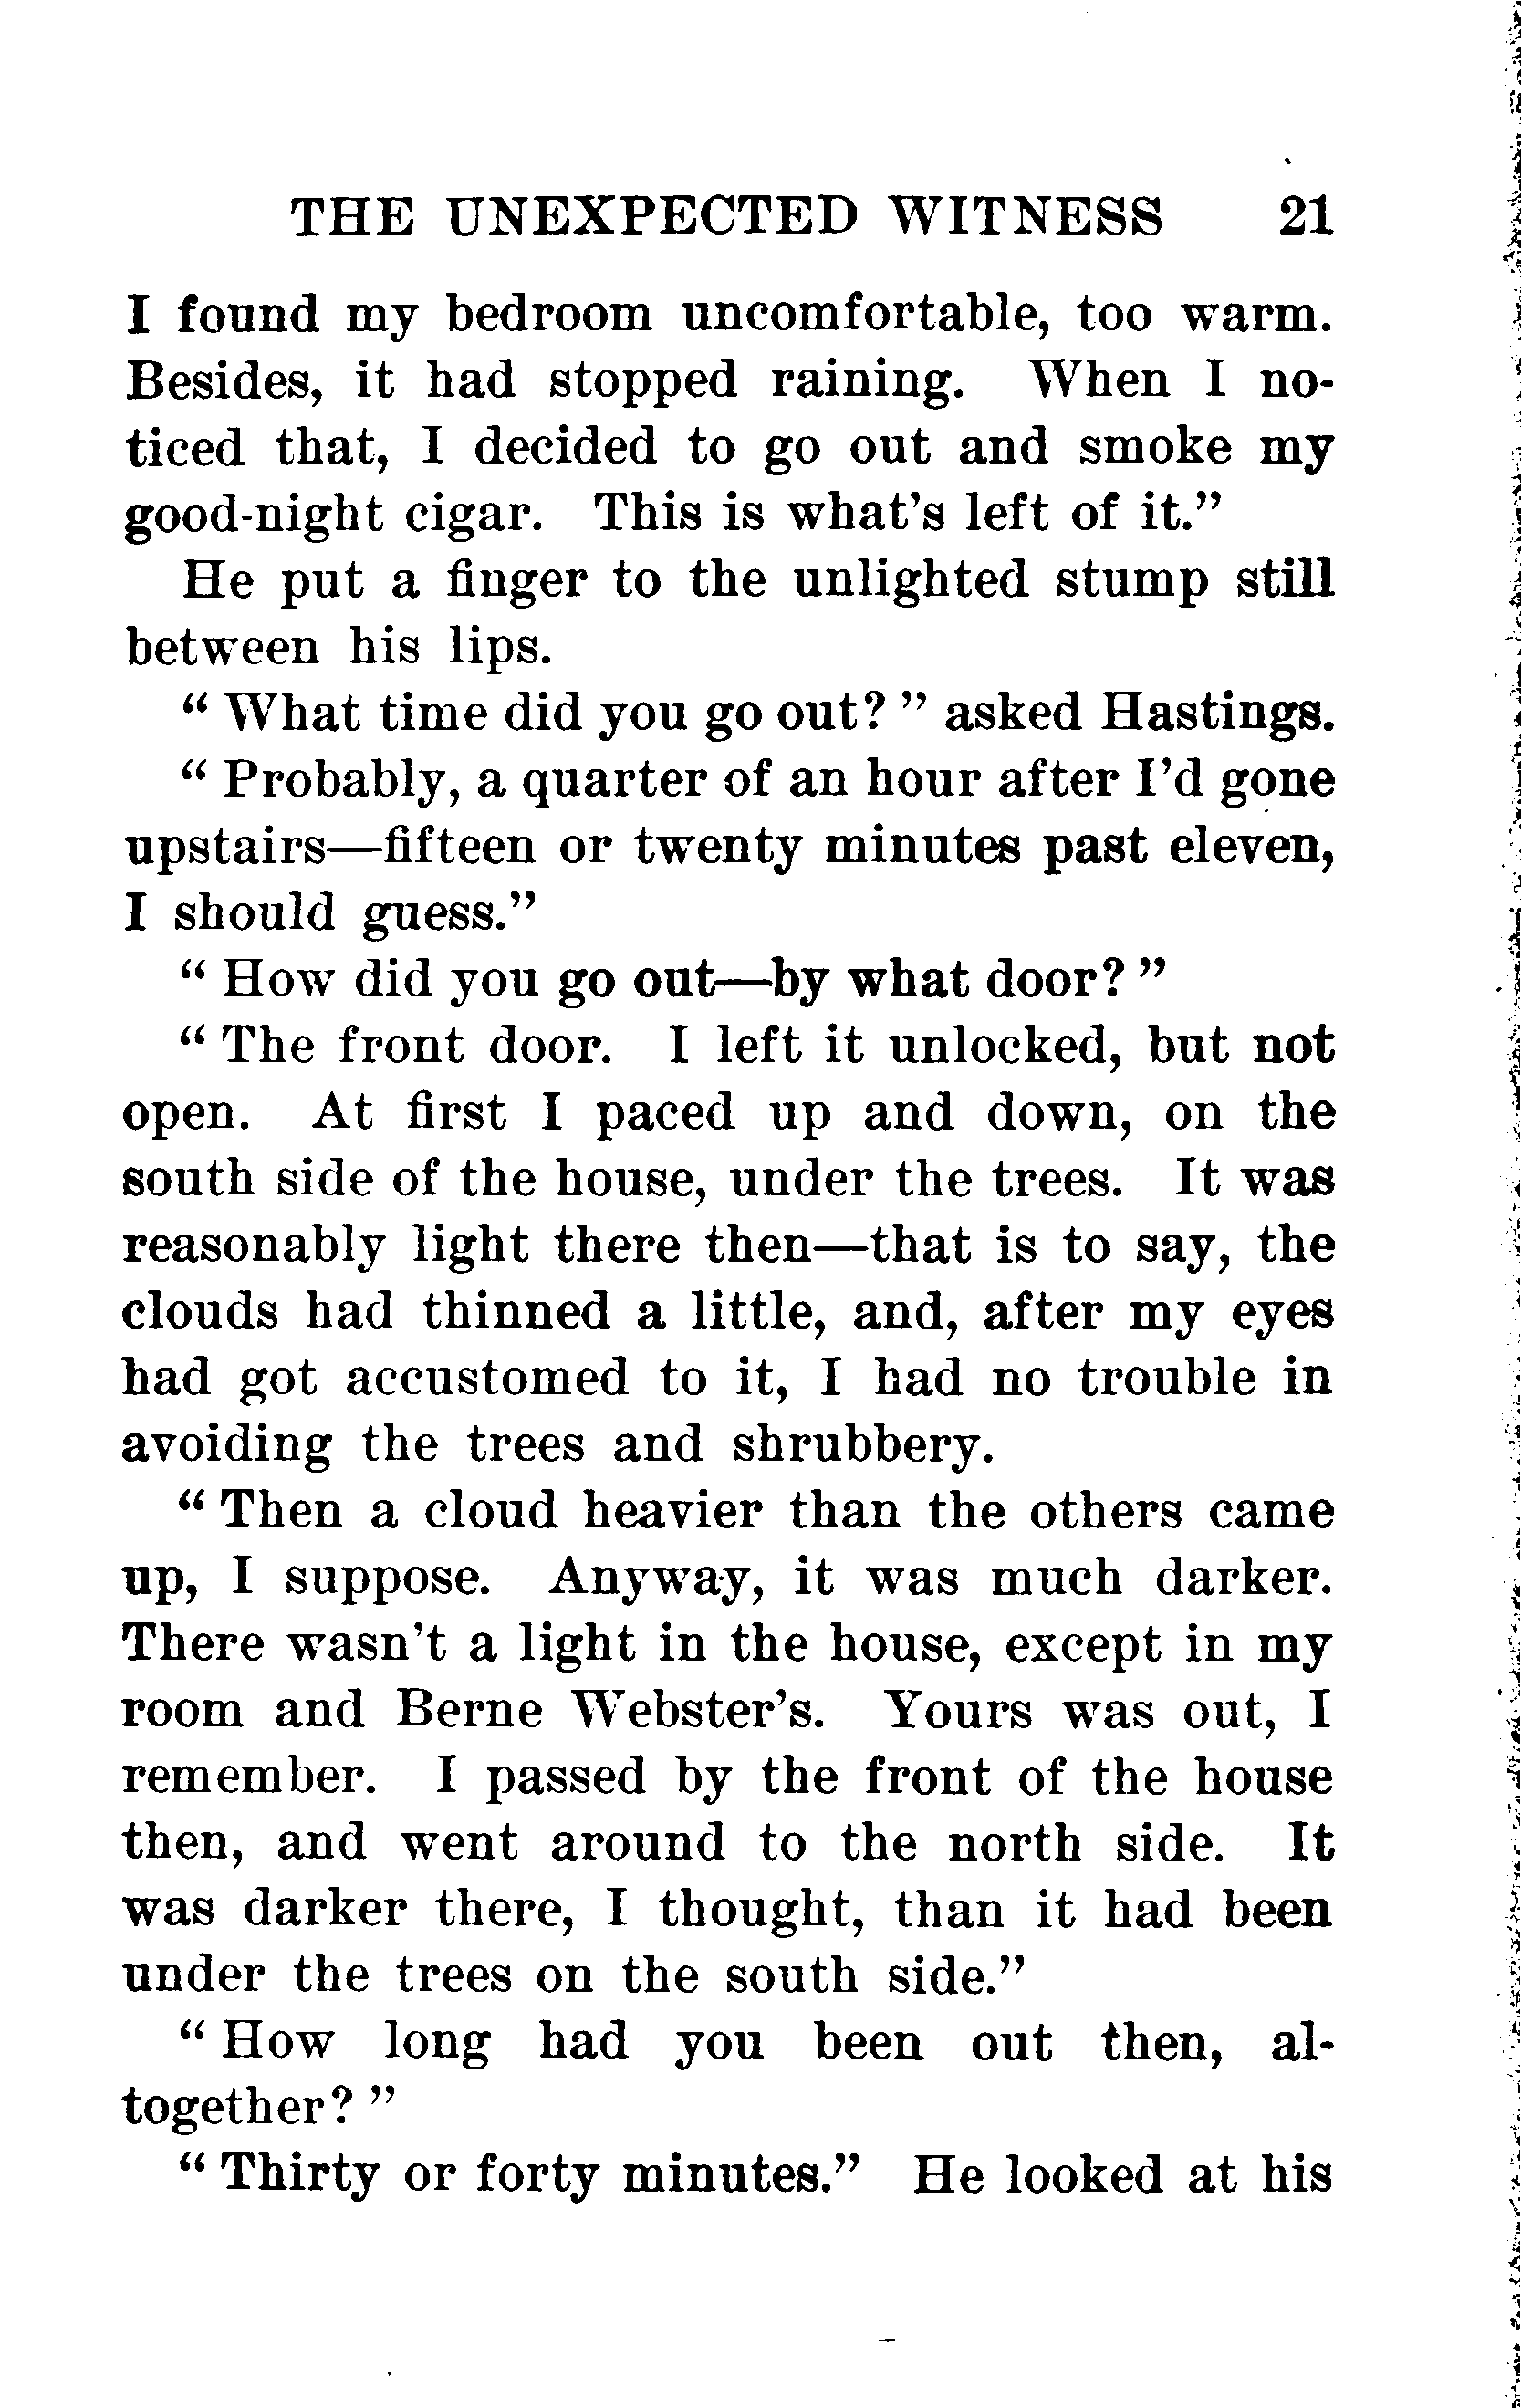 THE UNEXPECTED WITNESS 21
I found my bedroom uncomfortable, too warm.
Besides, it had stopped raining. When I no-
ticed that, I decided to go out and smoke my
good-night cigar. This is what's left of it.”
He put a finger to the unlighted stump still
between his lips.
“ What time did you go out? ” asked Hastings.
“ Probably, a quarter of an hour after I’d gone
upstairs—fifteen or twenty minutes past eleven,
I should guess.”
“ How did you go out—by what door? ”
“ The front door. I left it unlocked, but not
open. At first I paced up and down, on the
south side of the house, under the trees. It was
reasonably light there then—that is to say, the
clouds had thinned a little, and, after my eyes
had got accustomed to it, I had no trouble in
avoiding the trees and shrubbery.
“ Then a cloud heavier than the others came
up, I suppose. Anyway, it was much darker.
There wasn't a light in the house, except in my
room and Berne Webster's. Yours was out, I
remember. I passed by the front of the house
then, and went around to the north side. It
was darker there, I thought, than it had been
under the trees on the south side.”
“ How long had you been out then, al-
together? ”
“ Thirty or forty minutes.” He looked at his